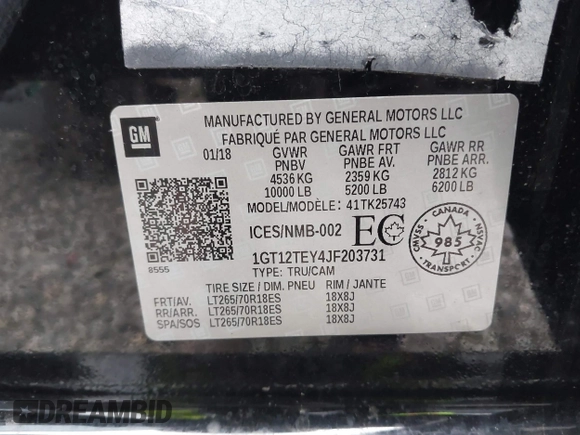 MANUFACTURED BY GENERAL MOTORS LLC
FABRIQUÉ PAR GENERAL MOTORS LLC
GM
01/18 GVWR PNBV GAWR FRT PNBE AV. GAWR RR PNBE ARR.
4536 KG 2359 KG 2812 KG
10000 LB 5200 LB 6200 LB
MODEL/MODÈLE: 41TK25743
ICES/NMB-002 EC
CANADA
CMVSS NSVAC
985
TRANSPORT
1GT12TEY4JF203731
8555
TYPE: TRU/CAM
TIRE SIZE / DIM. PNEU RIM / JANTE
FRT/AV. LT265/70R18ES 18X8J
RR/ARR. LT265/70R18ES 18X8J
SPA/SOS LT265/70R18ES 18X8J
DREAMBID